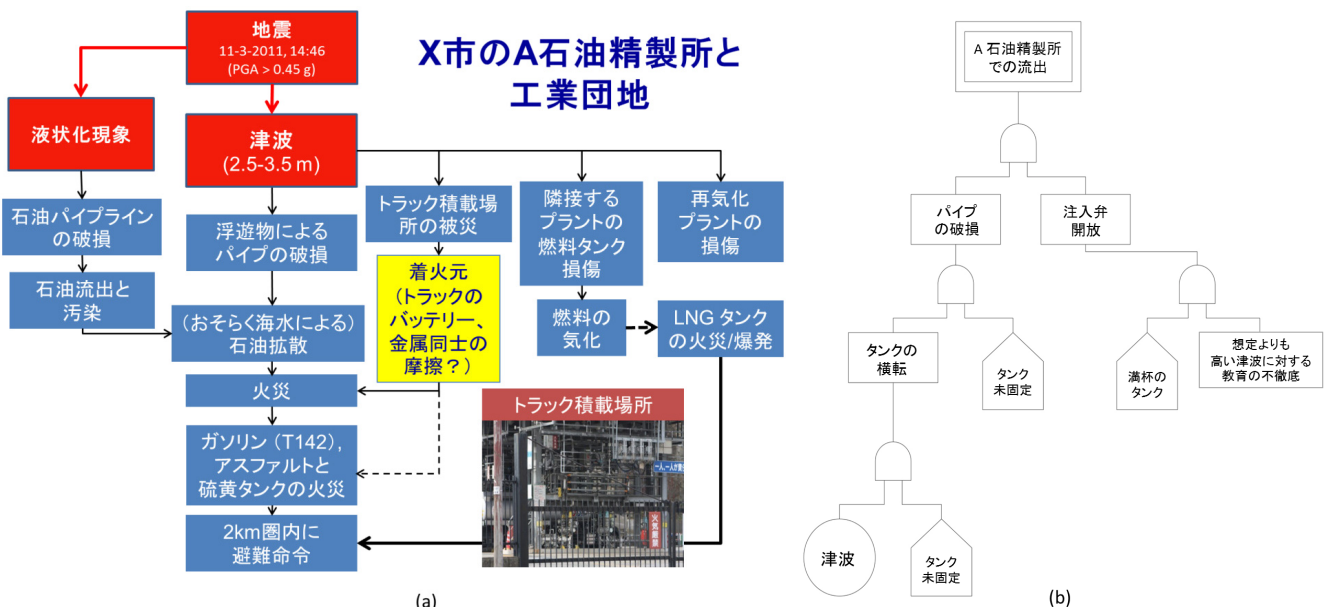 X市のA石油精製所と
工業団地
地震
11-3-2011, 14:46
(PGA > 0.45 g)
液状化現象
津波
(2.5-3.5 m)
石油パイプライン
の破損
石油流出と
汚染
浮遊物による
パイプの破損
(おそらく海水による)
石油拡散
火災
ガソリン (T142),
アスファルトと
硫黄タンクの火災
2km圏内に
避難命令
トラック積載場
所の被災
着火元
(トラックの
バッテリー、
金属同士の
摩擦？)
隣接する
プラントの
燃料タンク
損傷
燃料の
気化
再気化
プラントの
損傷
LNG タンク
の火災/爆発
トラック積載場所
火気厳禁
(a)
A 石油精製所
での流出
パイプ
の破損
注入弁
開放
タンクの
横転
タンク
未固定
満杯の
タンク
想定よりも
高い津波に対する
教育の不徹底
津波
タンク
未固定
(b)